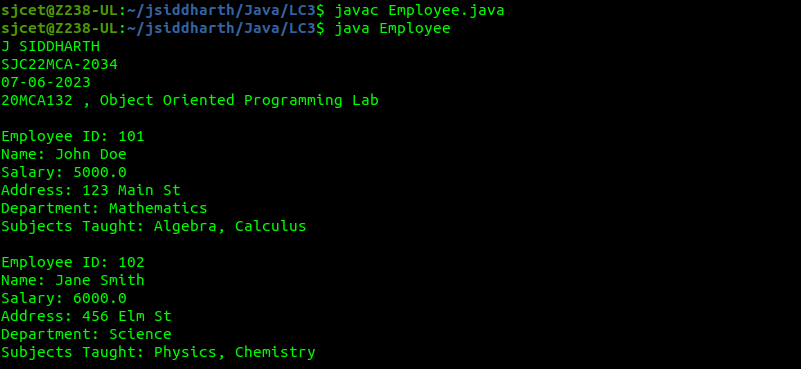 sjcet@Z238-UL:~/jsiddharth/Java/LC3$ javac Employee.java
sjcet@Z238-UL:~/jsiddharth/Java/LC3$ java Employee
J SIDDHARTH
SJC22MCA-2034
07-06-2023
20MCA132 , Object Oriented Programming Lab

Employee ID: 101
Name: John Doe
Salary: 5000.0
Address: 123 Main St
Department: Mathematics
Subjects Taught: Algebra, Calculus

Employee ID: 102
Name: Jane Smith
Salary: 6000.0
Address: 456 Elm St
Department: Science
Subjects Taught: Physics, Chemistry